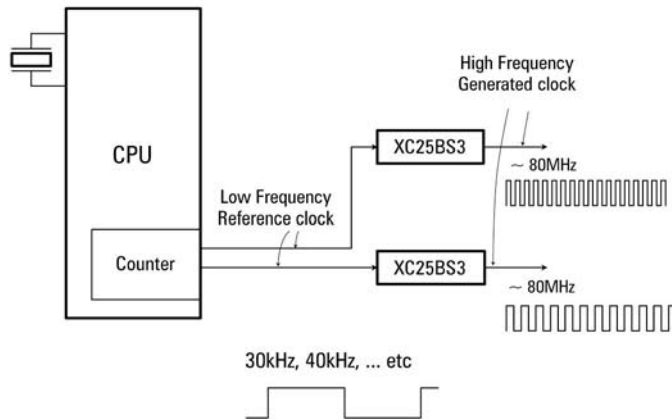 High Frequency
Generated clock
CPU
XC25BS3
~ 80MHz
Low Frequency
Reference clock
Counter
XC25BS3
~ 80MHz
30kHz, 40kHz, ... etc